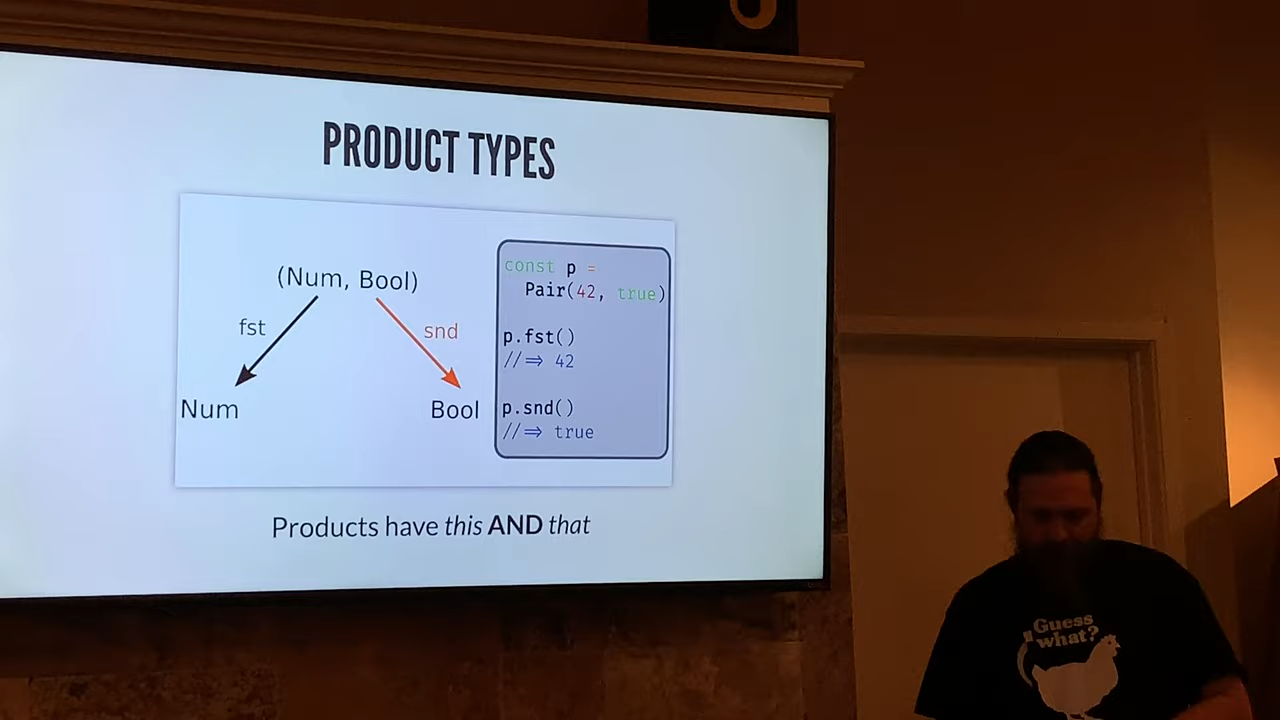 PRODUCT TYPES
(Num, Bool)
fst
snd
Num
Bool
const p =
Pair(42, true)
p.fst()
//⇒ 42
p.snd()
//⇒ true
Products have this AND that
Guess
what?